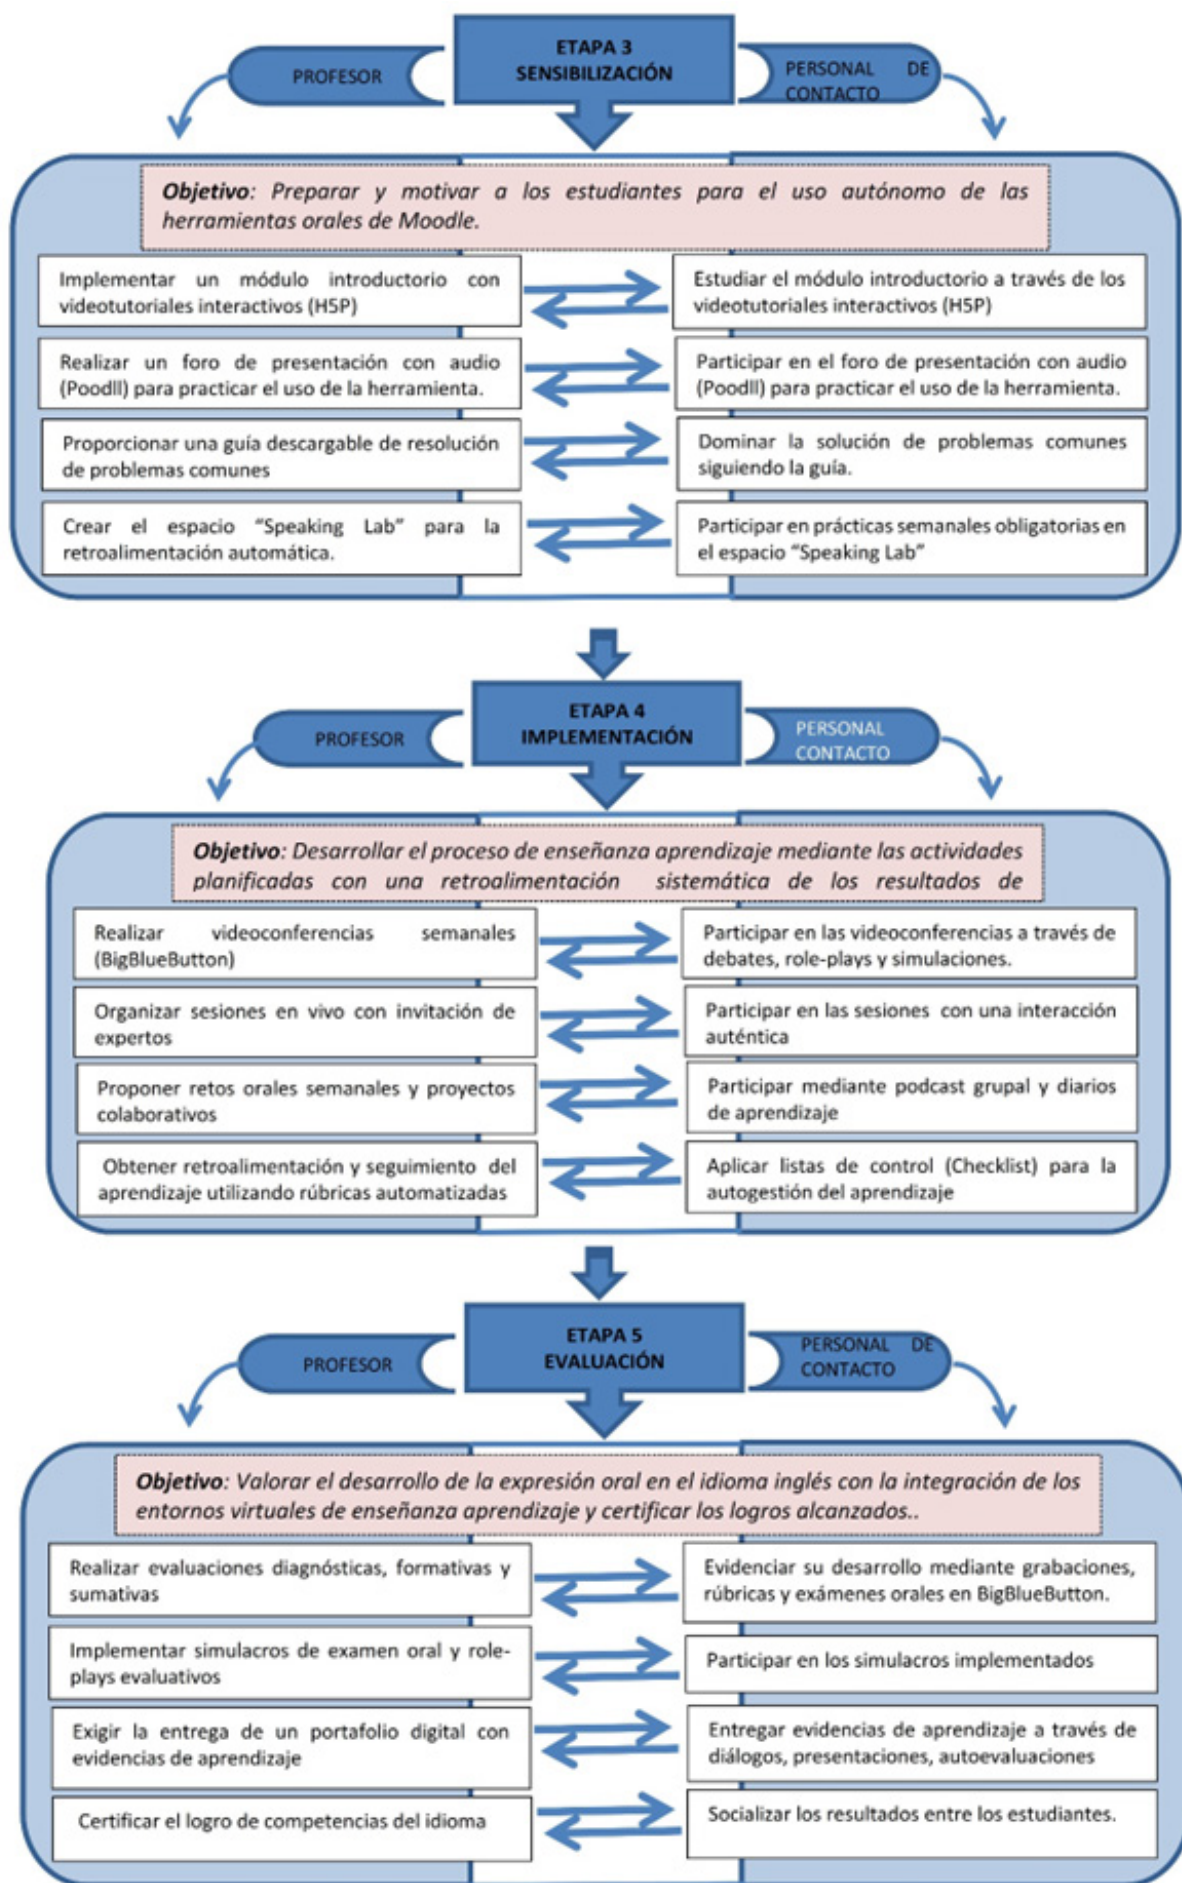 ETAPA 3
SENSIBILIZACIÓN
PROFESOR
PERSONAL DE
CONTACTO
Objetivo: Preparar y motivar a los estudiantes para el uso autónomo de las
herramientas orales de Moodle.
Implementar un módulo introductorio con
videotutoriales interactivos (H5P)
Estudiar el módulo introductorio a través de los
videotutoriales interactivos (H5P)
Realizar un foro de presentación con audio
(Poodll) para practicar el uso de la herramienta.
Participar en el foro de presentación con audio
(Poodll) para practicar el uso de la herramienta.
Proporcionar una guía descargable de resolución
de problemas comunes
Dominar la solución de problemas comunes
siguiendo la guía.
Crear el espacio “Speaking Lab” para la
retroalimentación automática.
Participar en prácticas semanales obligatorias en
el espacio “Speaking Lab”
ETAPA 4
IMPLEMENTACIÓN
PROFESOR
PERSONAL
CONTACTO
Objetivo: Desarrollar el proceso de enseñanza aprendizaje mediante las actividades
planificadas con una retroalimentación sistemática de los resultados de
Realizar videoconferencias semanales
(BigBlueButton)
Participar en las videoconferencias a través de
debates, role-plays y simulaciones.
Organizar sesiones en vivo con invitación de
expertos
Participar en las sesiones con una interacción
auténtica
Proponer retos orales semanales y proyectos
colaborativos
Participar mediante podcast grupal y diarios
de aprendizaje
Obtener retroalimentación y seguimiento del
aprendizaje utilizando rúbricas automatizadas
Aplicar listas de control (Checklist) para la
autogestión del aprendizaje
ETAPA 5
EVALUACIÓN
PROFESOR
PERSONAL DE
CONTACTO
Objetivo: Valorar el desarrollo de la expresión oral en el idioma inglés con la integración de los
entornos virtuales de enseñanza aprendizaje y certificar los logros alcanzados..
Realizar evaluaciones diagnósticas, formativas y
sumativas
Evidenciar su desarrollo mediante grabaciones,
rúbricas y exámenes orales en BigBlueButton.
Implementar simulacros de examen oral y role-
plays evaluativos
Participar en los simulacros implementados
Exigir la entrega de un portafolio digital con
evidencias de aprendizaje
Entregar evidencias de aprendizaje a través de
diálogos, presentaciones, autoevaluaciones
Certificar el logro de competencias del idioma
Socializar los resultados entre los estudiantes.